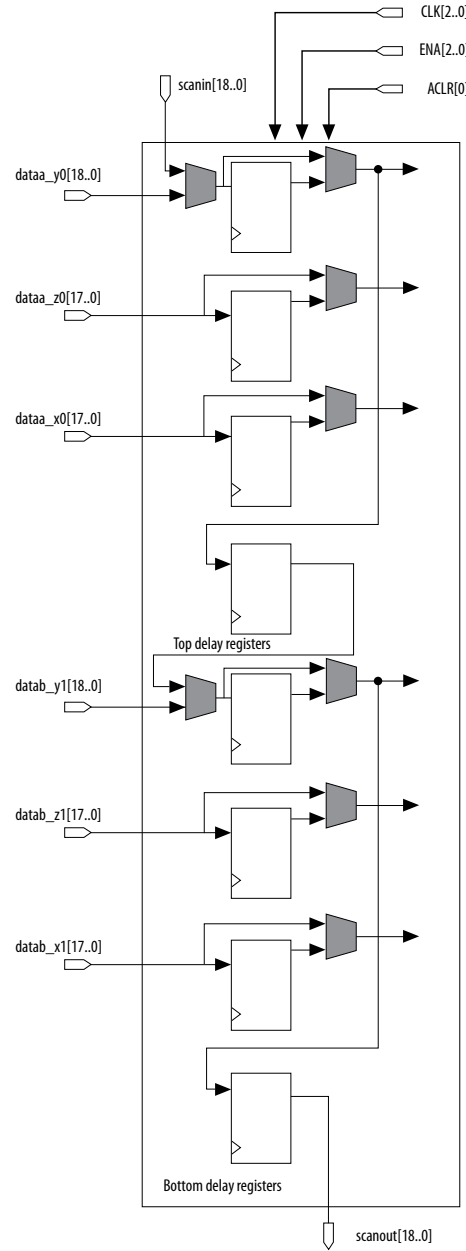 CLK[2..0]
ENA[2..0]
ACLR[0]
scanin[18..0]
dataa_y0[18..0]
dataa_z0[17..0]
dataa_x0[17..0]
Top delay registers
datab_y1[18..0]
datab_z1[17..0]
datab_x1[17..0]
Bottom delay registers
scanout[18..0]